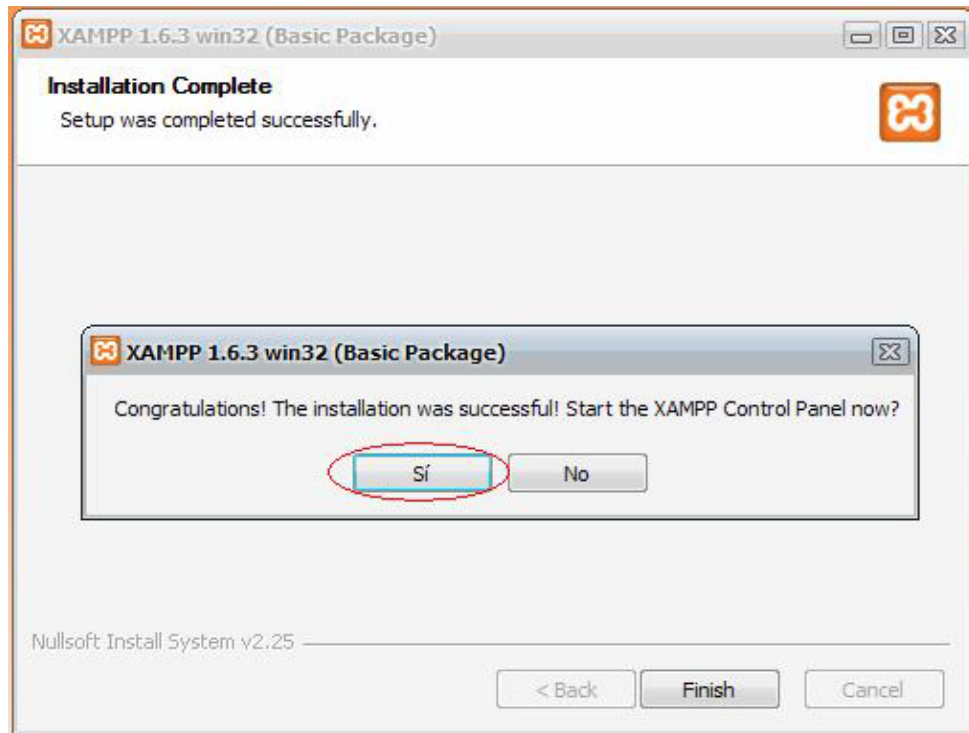 XAMPP 1.6.3 win32 (Basic Package)
Installation Complete
Setup was completed successfully.
XAMPP 1.6.3 win32 (Basic Package)
Congratulations! The installation was successful! Start the XAMPP Control Panel now?
Sí No
Nullsoft Install System v2.25
< Back Finish Cancel